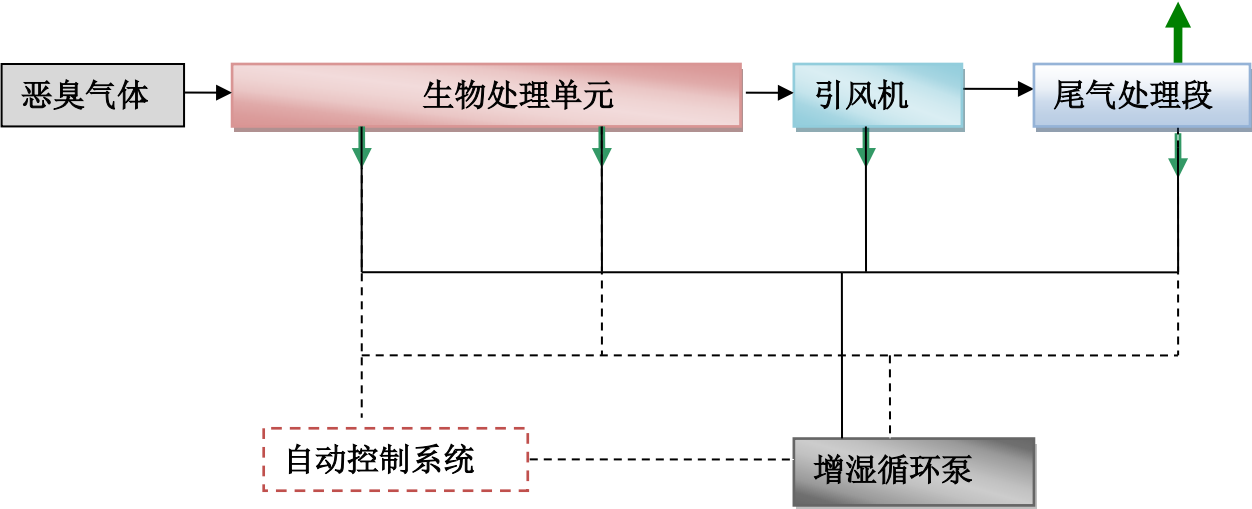 恶臭气体
生物处理单元
引风机
尾气处理段
自动控制系统
增湿循环泵